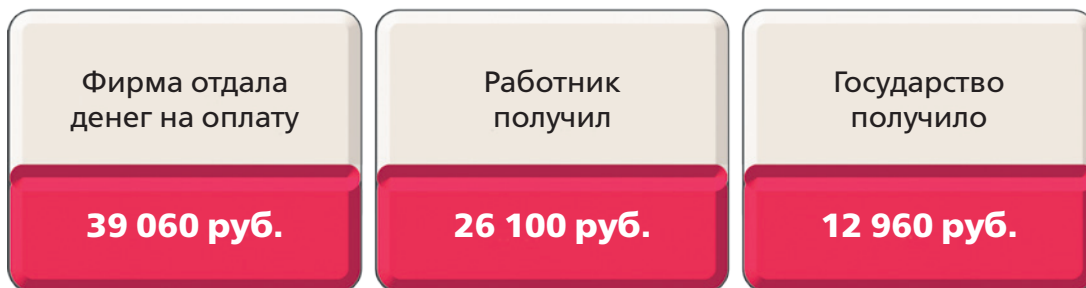 Фирма отдала
денег на оплату
39 060 руб.
Работник
получил
26 100 руб.
Государство
получило
12 960 руб.